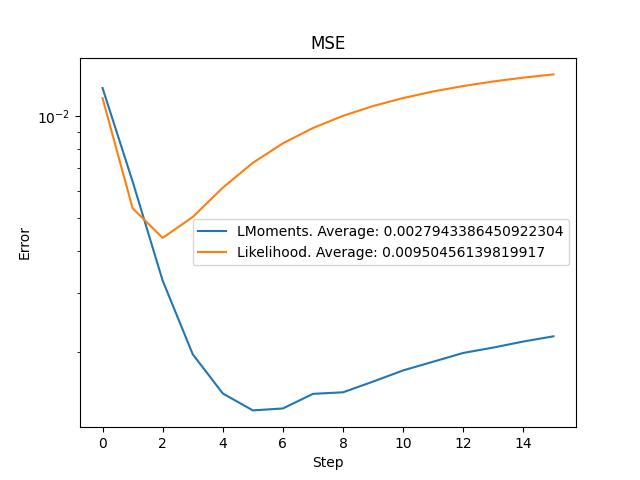 MSE
10⁻²
Error
LMoments. Average: 0.0027943386450922304
Likelihood. Average: 0.00950456139819917
0 2 4 6 8 10 12 14
Step